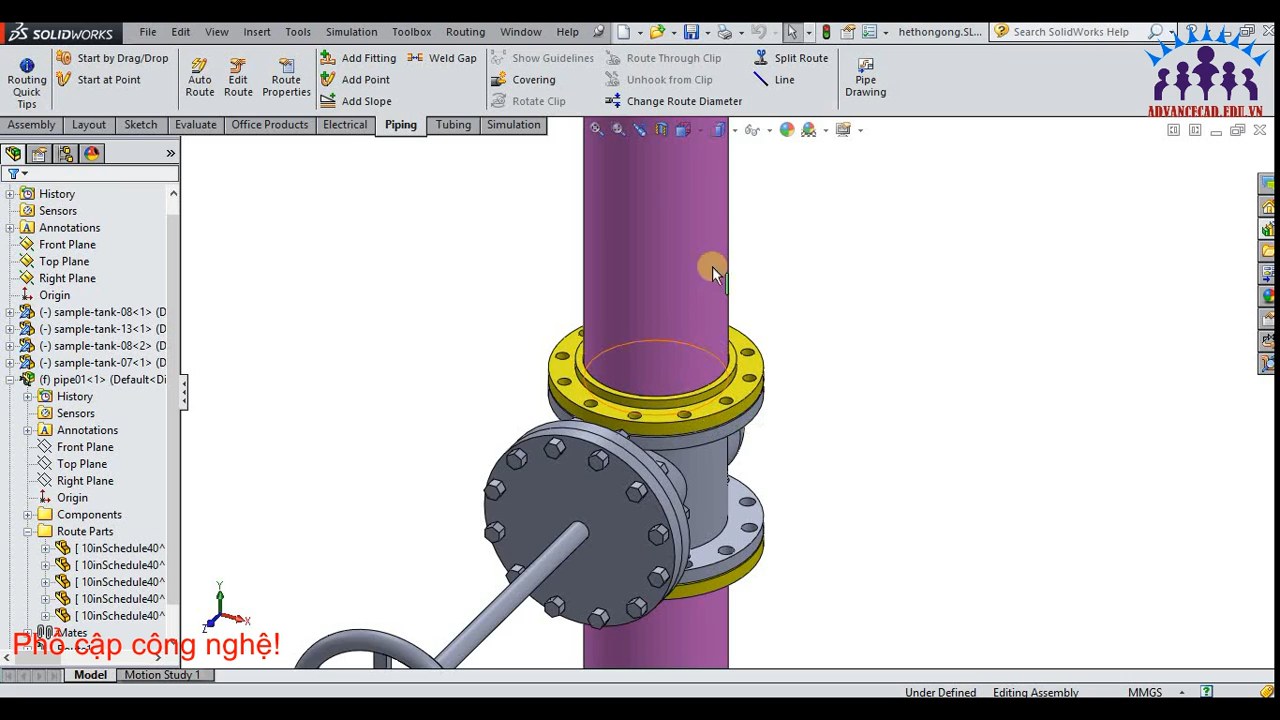 SOLIDWORKS File Edit View Insert Tools Simulation Toolbox Routing Window Help hethongong.SL... Search SolidWorks Help
Routing Quick Tips
Start by Drag/Drop
Start at Point
Auto Route
Edit Route
Route Properties
Add Fitting
Add Point
Add Slope
Weld Gap
Show Guidelines
Covering
Rotate Clip
Route Through Clip
Unhook from Clip
Change Route Diameter
Split Route
Line
Pipe Drawing
ADVANCECAD.EDU.VN
Assembly Layout Sketch Evaluate Office Products Electrical Piping Tubing Simulation
History
Sensors
Annotations
Front Plane
Top Plane
Right Plane
Origin
(-) sample-tank-08<1> (D
(-) sample-tank-13<1> (D
(-) sample-tank-08<2> (D
(-) sample-tank-07<1> (D
(f) pipe01<1> (Default<Di
History
Sensors
Annotations
Front Plane
Top Plane
Right Plane
Origin
Components
Route Parts
[ 10inSchedule40^
[ 10inSchedule40^
[ 10inSchedule40^
[ 10inSchedule40^
[ 10inSchedule40^
Mates
Phổ cập công nghệ!
Y
X
Z
Model Motion Study 1
Under Defined Editing Assembly MMGS